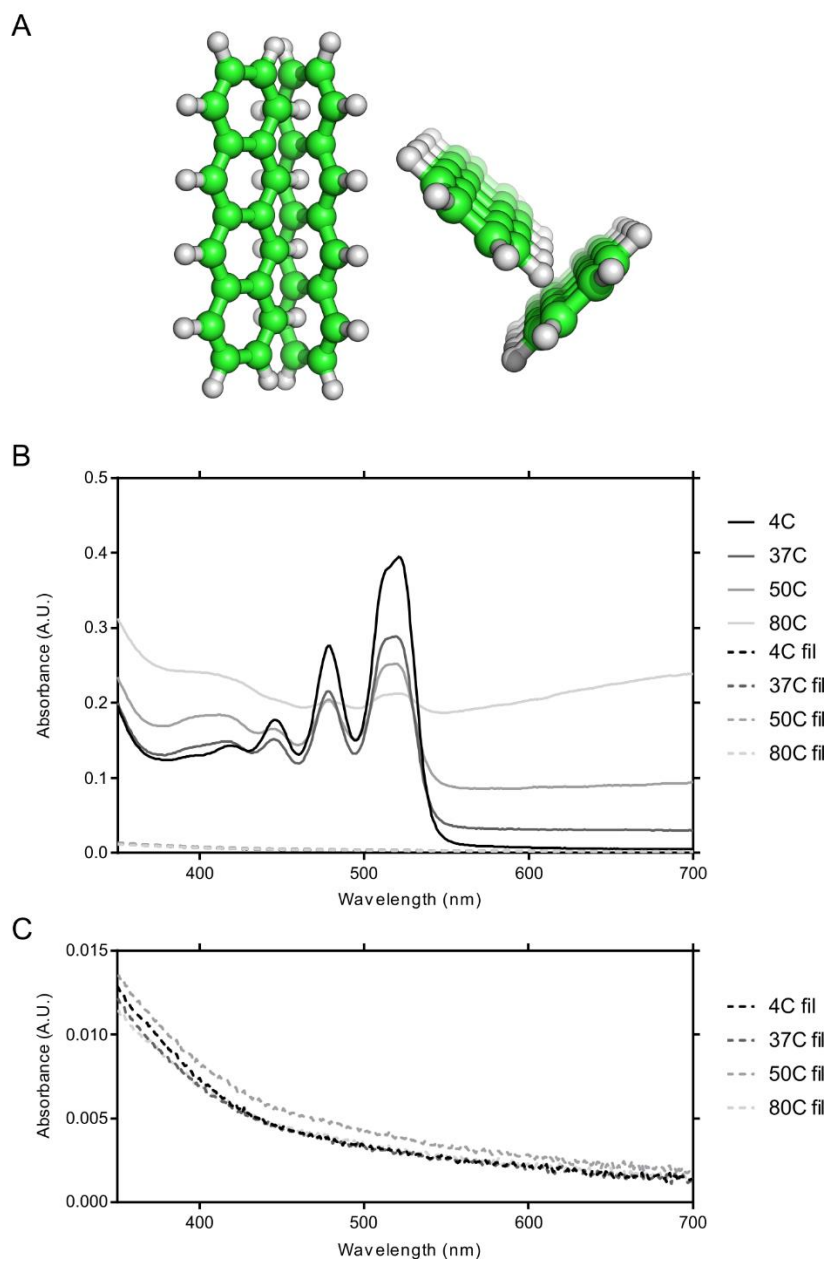 A
B
0.5
0.4
0.3
0.2
0.1
0.0
Absorbance (A.U.)
400
500
600
700
Wavelength (nm)
4C
37C
50C
80C
4C fil
37C fil
50C fil
80C fil
C
0.015
0.010
0.005
0.000
Absorbance (A.U.)
400
500
600
700
Wavelength (nm)
4C fil
37C fil
50C fil
80C fil